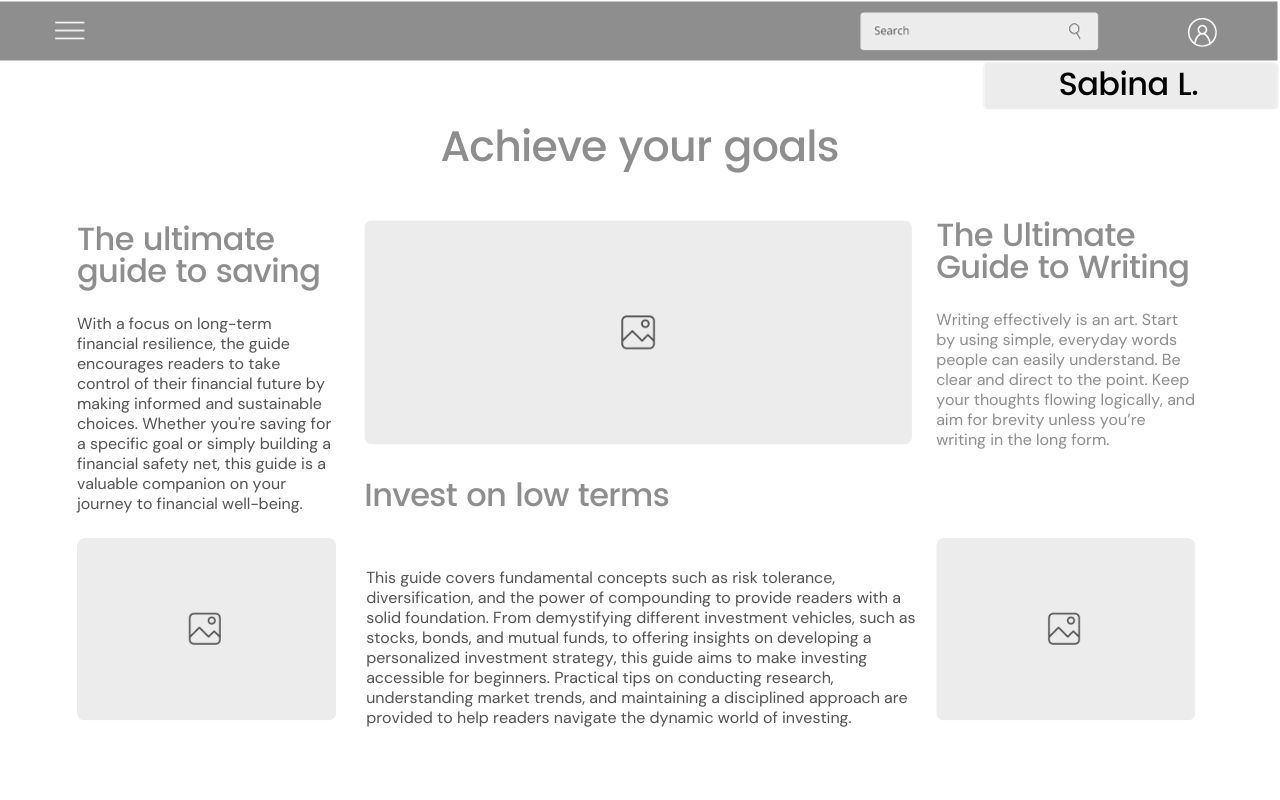 Search
Sabina L.
Achieve your goals
The ultimate
guide to saving
With a focus on long-term
financial resilience, the guide
encourages readers to take
control of their financial future by
making informed and sustainable
choices. Whether you're saving for
a specific goal or simply building a
financial safety net, this guide is a
valuable companion on your
journey to financial well-being.
Invest on low terms
This guide covers fundamental concepts such as risk tolerance,
diversification, and the power of compounding to provide readers with a
solid foundation. From demystifying different investment vehicles, such as
stocks, bonds, and mutual funds, to offering insights on developing a
personalized investment strategy, this guide aims to make investing
accessible for beginners. Practical tips on conducting research,
understanding market trends, and maintaining a disciplined approach are
provided to help readers navigate the dynamic world of investing.
The Ultimate
Guide to Writing
Writing effectively is an art. Start
by using simple, everyday words
people can easily understand. Be
clear and direct to the point. Keep
your thoughts flowing logically, and
aim for brevity unless you’re
writing in the long form.